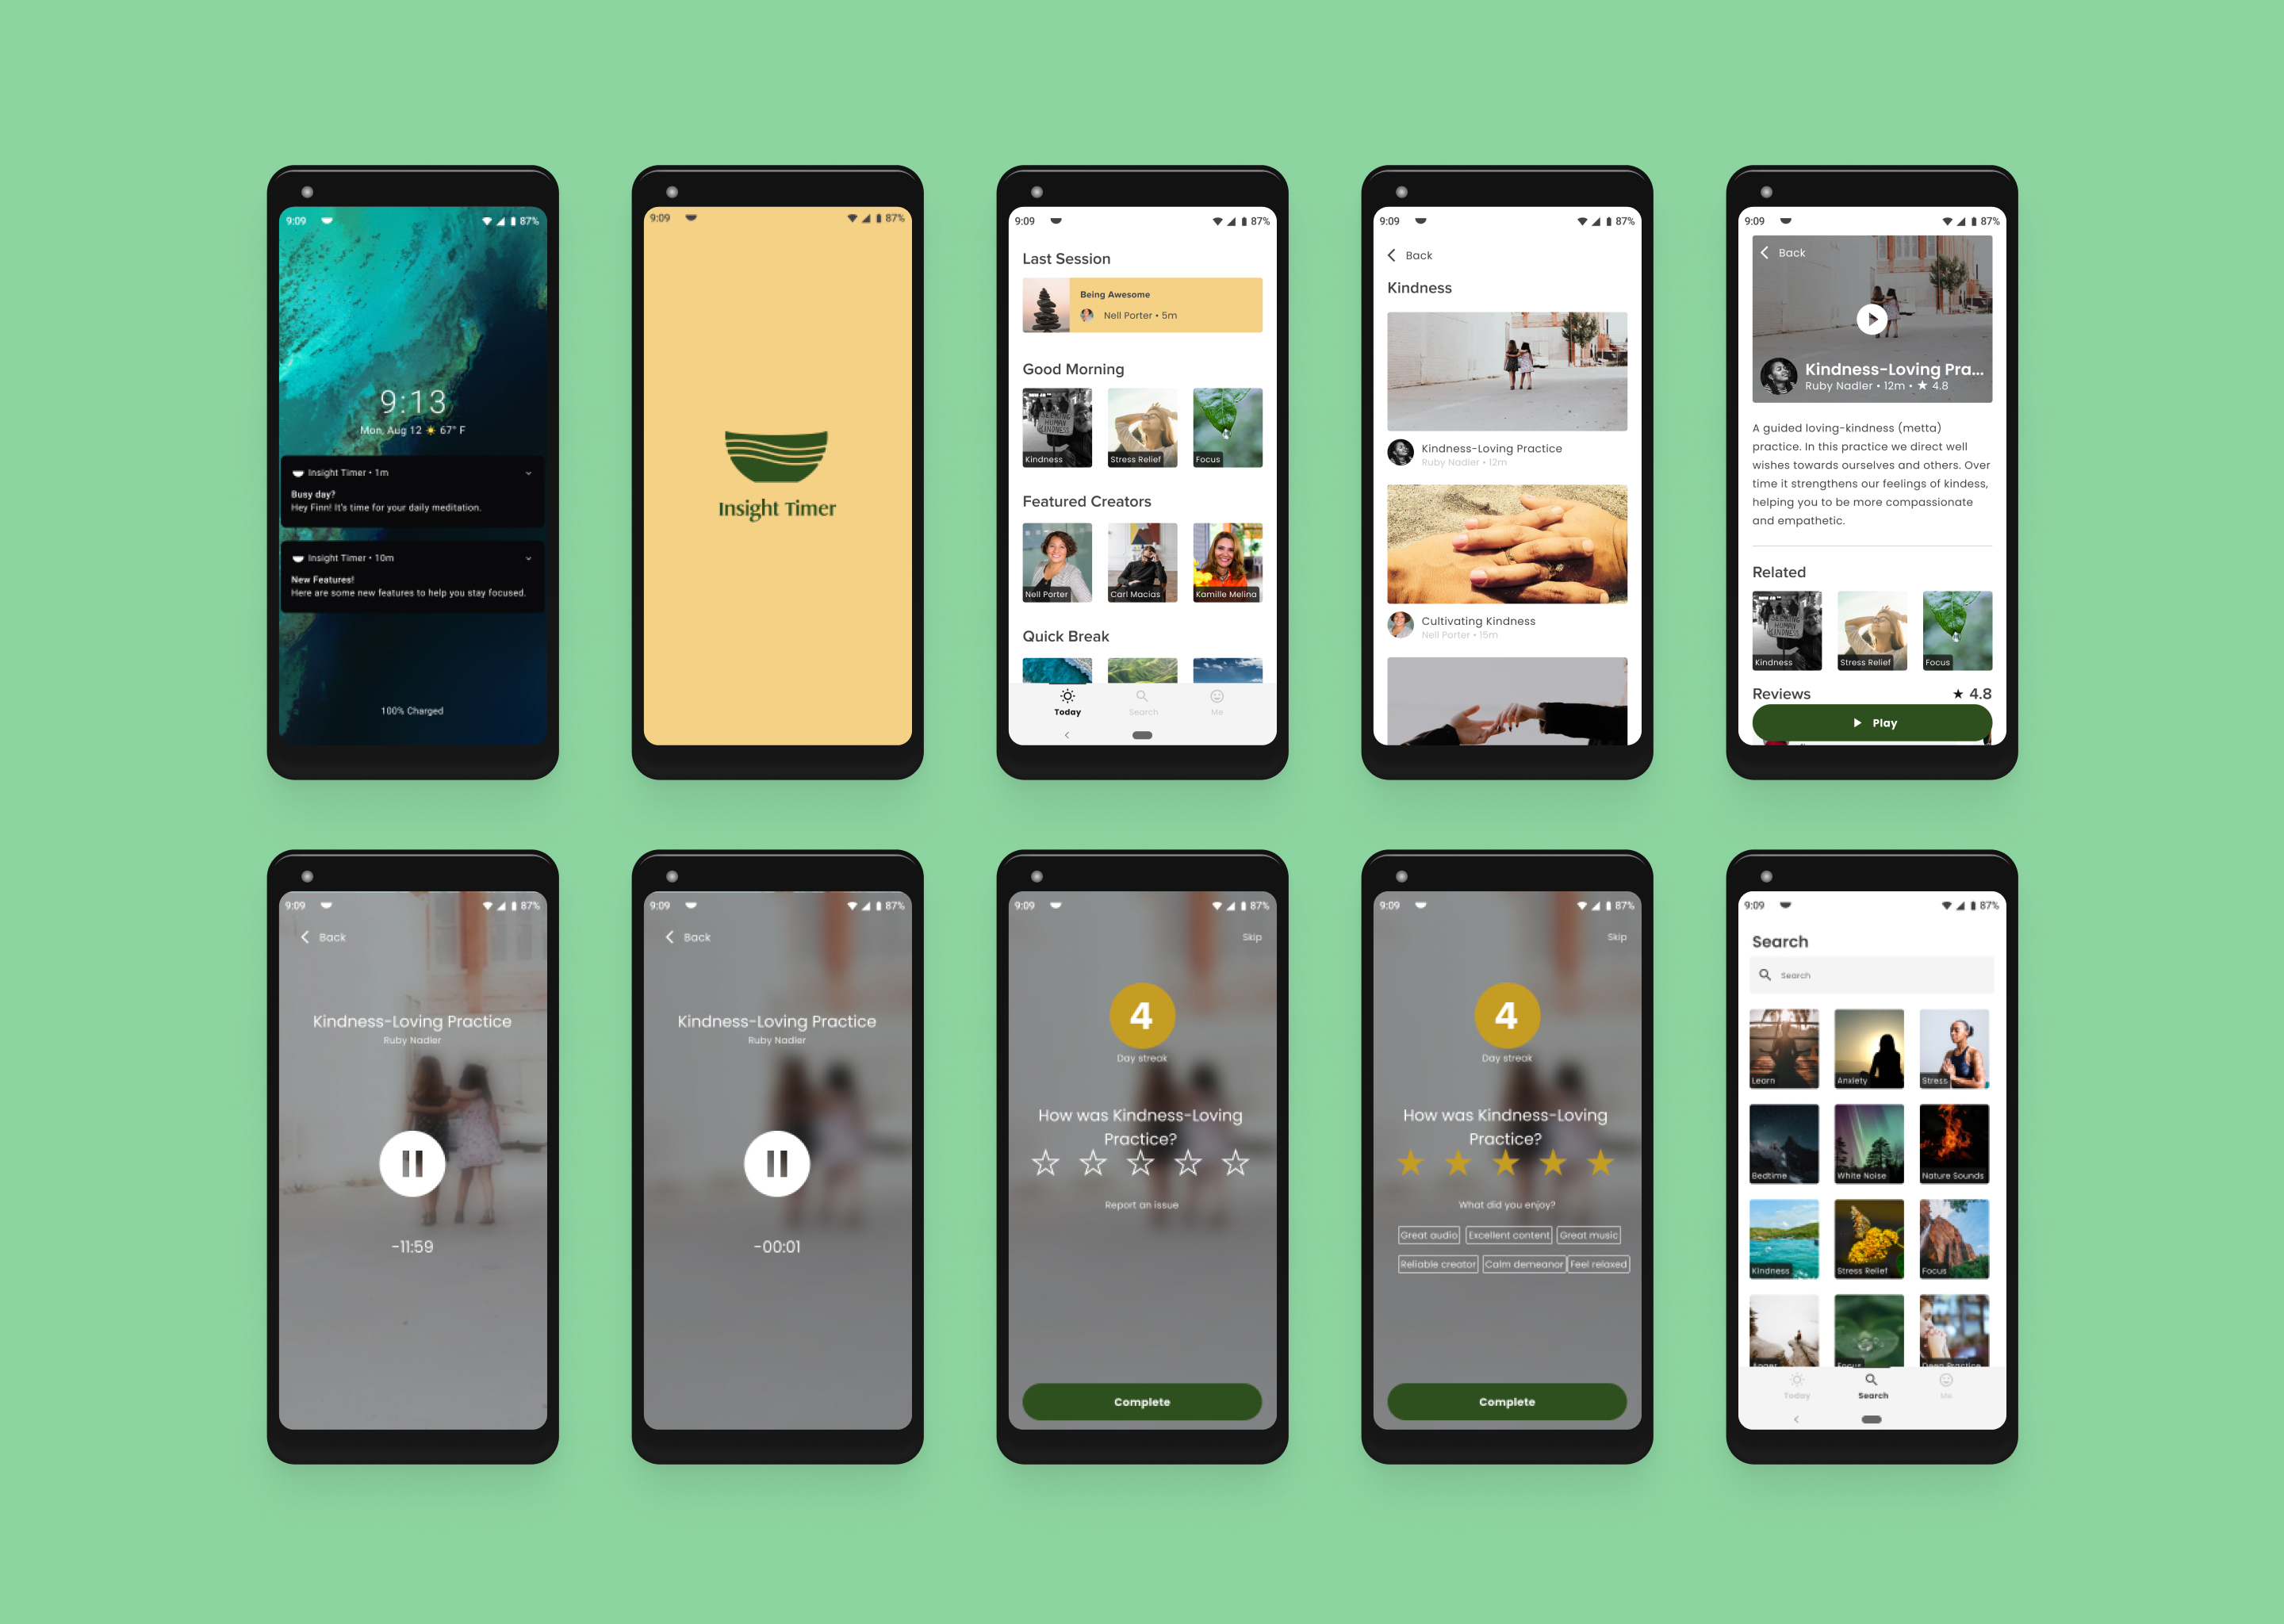 9:09 87%
9:13
Mon, Aug 12 67° F
Insight Timer • 1m
Busy day?
Hey Finn! It's time for your daily meditation.
Insight Timer • 10m
New Features!
Here are some new features to help you stay focused.
100% Charged
9:09 87%
Insight Timer
9:09 87%
Last Session
Being Awesome
Nell Porter • 5m
Good Morning
SEEKING
HUMAN
KINDNESS
Kindness
Stress Relief
Focus
Featured Creators
Nell Porter
Carl Macias
Kamille Melina
Quick Break
Today
Search
Me
9:09 87%
Back
Kindness
Kindness-Loving Practice
Ruby Nadler • 12m
Cultivating Kindness
Nell Porter • 15m
9:09 87%
Back
Kindness-Loving Pra...
Ruby Nadler • 12m • ★ 4.8
A guided loving-kindness (metta)
practice. In this practice we direct well
wishes towards ourselves and others. Over
time it strengthens our feelings of kindess,
helping you to be more compassionate
and empathetic.
Related
SEEKING
HUMAN
KINDNESS
Kindness
Stress Relief
Focus
Reviews ★ 4.8
Play
9:09 87%
Back
Kindness-Loving Practice
Ruby Nadler
-11:59
9:09 87%
Back
Kindness-Loving Practice
Ruby Nadler
-00:01
9:09 87%
Skip
4
Day streak
How was Kindness-Loving
Practice?
Report an issue
Complete
9:09 87%
Skip
4
Day streak
How was Kindness-Loving
Practice?
What did you enjoy?
Great audio Excellent content Great music
Reliable creator Calm demeanor Feel relaxed
Complete
9:09 87%
Search
Search
Learn
Anxiety
Stress
Bedtime
White Noise
Nature Sounds
Kindness
Stress Relief
Focus
Anger
Focus
Deep Practice
Today
Search
Me